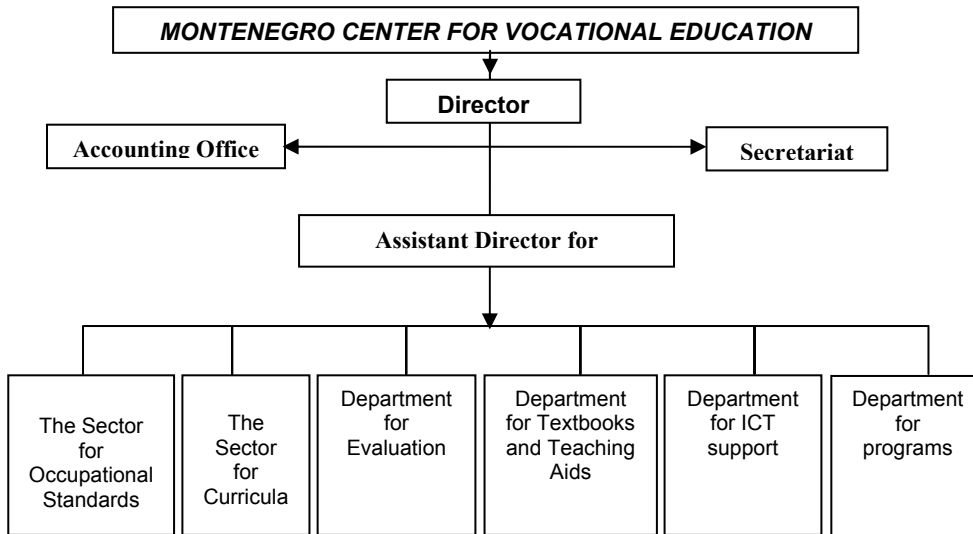 MONTENEGRO CENTER FOR VOCATIONAL EDUCATION
Director
Accounting Office
Secretariat
Assistant Director for
The Sector
for
Occupational
Standards
The
Sector
for
Curricula
Department
for
Evaluation
Department
for Textbooks
and Teaching
Aids
Department
for ICT
support
Department
for
programs